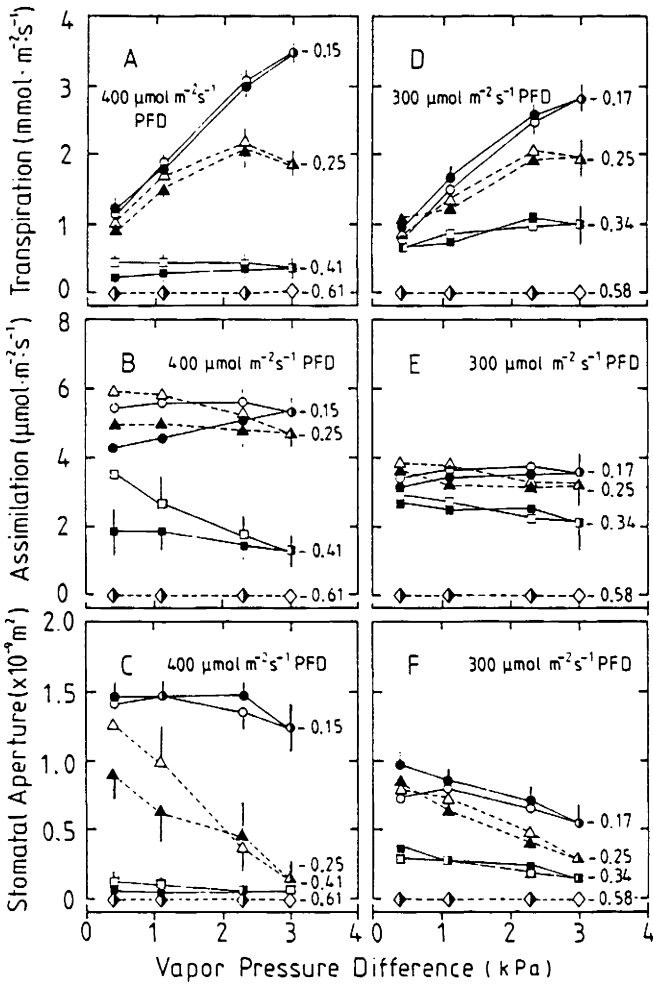 Transpiration (mmol·m⁻²·s⁻¹)
4
3
2
1
0
A
400 µmol m⁻²s⁻¹
PFD
0.15
0.25
0.41
0.61
D
300 µmol m⁻²s⁻¹ PFD
0.17
0.25
0.34
0.58
Assimilation (µmol·m⁻²·s⁻¹)
8
6
4
2
0
B
400 µmol m⁻²s⁻¹ PFD
0.15
0.25
0.41
0.61
E
300 µmol m⁻²s⁻¹ PFD
0.17
0.25
0.34
0.58
Stomatal Aperture (x10⁻⁹m²)
2.0
1.5
1.0
0.5
0
C
400 µmol m⁻²s⁻¹ PFD
0.15
0.25
0.41
0.61
F
300 µmol m⁻²s⁻¹ PFD
0.17
0.25
0.34
0.58
0 1 2 3 4 0 1 2 3 4
Vapor Pressure Difference (kPa)